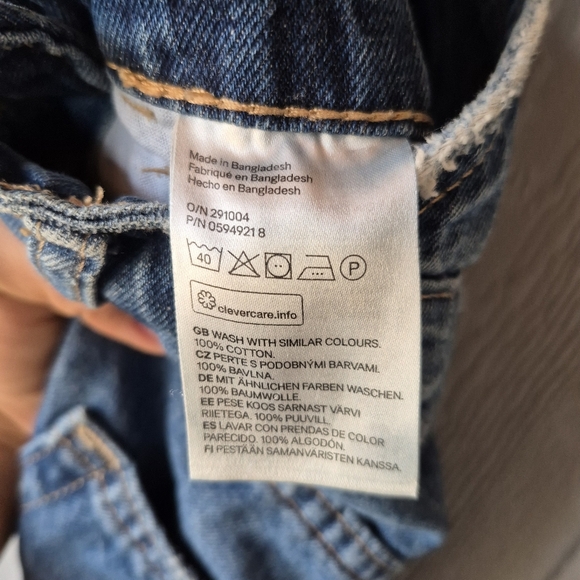 Made in Bangladesh
Fabriqué en Bangladesh
Hecho en Bangladesh
O/N 291004
P/N 0594921 8
40 P
clevercare.info
GB WASH WITH SIMILAR COLOURS.
100% COTTON.
CZ PERTE S PODOBNÝMI BARVAMI.
100% BAVLNA.
DE MIT ÄHNLICHEN FARBEN WASCHEN.
100% BAUMWOLLE.
EE PESE KOOS SARNAST VÄRVI
RIIETEGA. 100% PUUVILL.
ES LAVAR CON PRENDAS DE COLOR
PARECIDO. 100% ALGODÓN.
FI PESTÄÄN SAMANVÄRISTEN KANSSA.